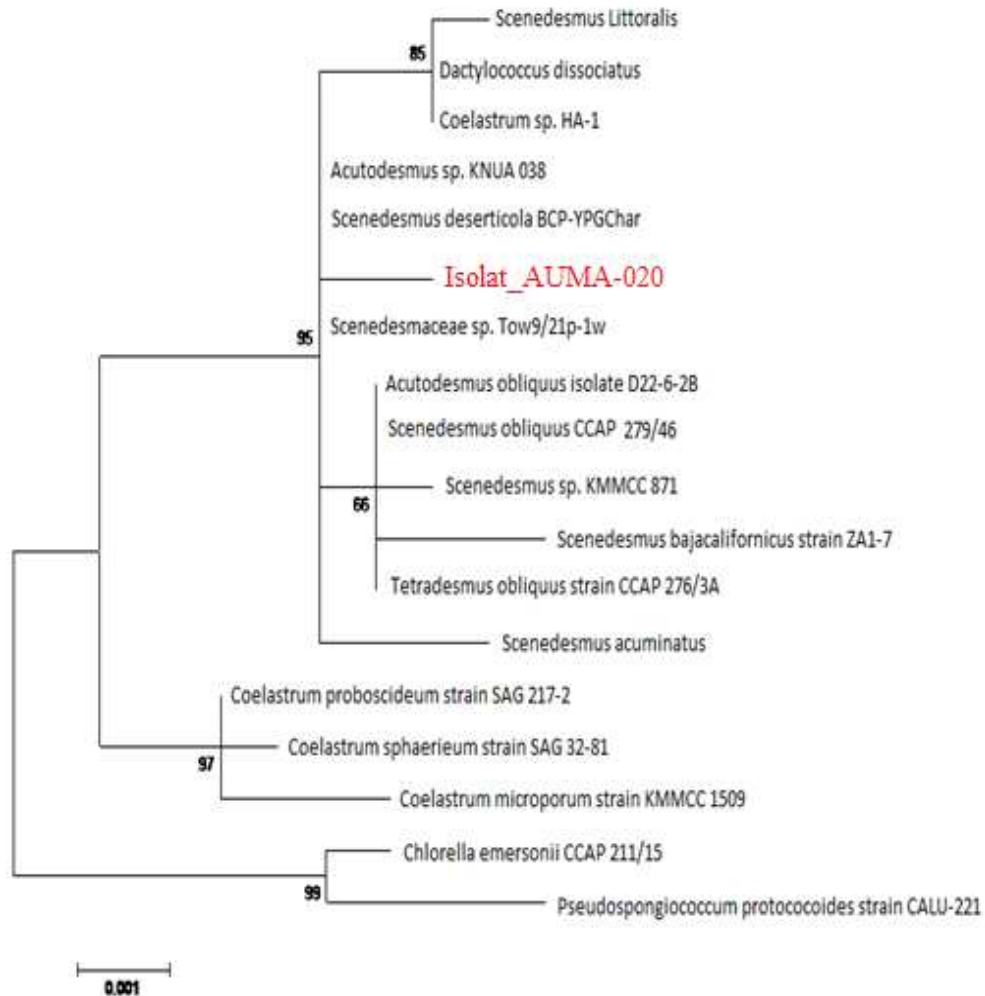 Scenedesmus Littoralis
85
Dactylococcus dissociatus
Coelastrum sp. HA-1
Acutodesmus sp. KNUA 038
Scenedesmus deserticola BCP-YPGChar
Isolat_AUMA-020
Scenedesmaceae sp. Tow9/21p-1w
95
Acutodesmus obliquus isolate D22-6-2B
Scenedesmus obliquus CCAP 279/46
Scenedesmus sp. KMMCC 871
66
Scenedesmus bajacalifornicus strain ZA1-7
Tetradesmus obliquus strain CCAP 276/3A
Scenedesmus acuminatus
Coelastrum proboscideum strain SAG 217-2
Coelastrum sphaerieum strain SAG 32-81
97
Coelastrum microporum strain KMMCC 1509
Chlorella emersonii CCAP 211/15
99
Pseudospongiococcum protococoides strain CALU-221
0.001